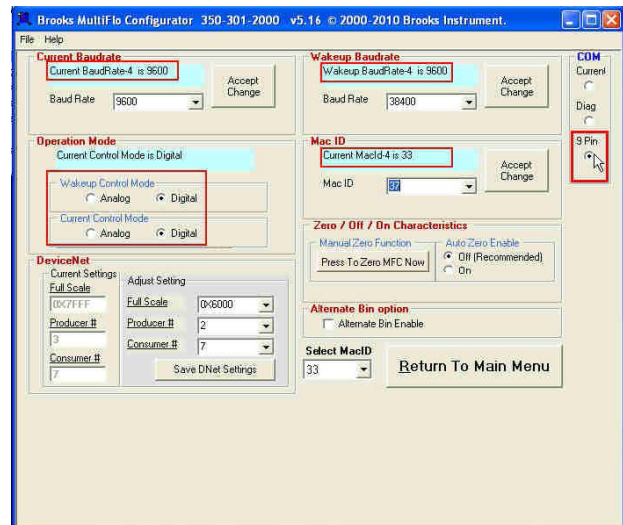 Brooks MultiFlo Configurator 350-301-2000 v5.16 © 2000-2010 Brooks Instrument.
File Help
Current Baudrate
Current BaudRate-4 is 9600
Baud Rate 9600
Accept Change
Wakeup Baudrate
Wakeup BaudRate-4 is 9600
Baud Rate 38400
Accept Change
COM
Current
Diag
9 Pin
Operation Mode
Current Control Mode is Digital
Wakeup Control Mode
Analog Digital
Current Control Mode
Analog Digital
Mac ID
Current MacId-4 is 33
Mac ID 37
Accept Change
Zero / Off / On Characteristics
Manual Zero Function
Press To Zero MFC Now
Auto Zero Enable
Off (Recommended)
On
DeviceNet
Current Settings
Full Scale
0X7FFF
Producer #
3
Consumer #
7
Adjust Setting
Full Scale 0X6000
Producer # 2
Consumer # 7
Save DNet Settings
Alternate Bin option
Alternate Bin Enable
Select MacID
33
Return To Main Menu